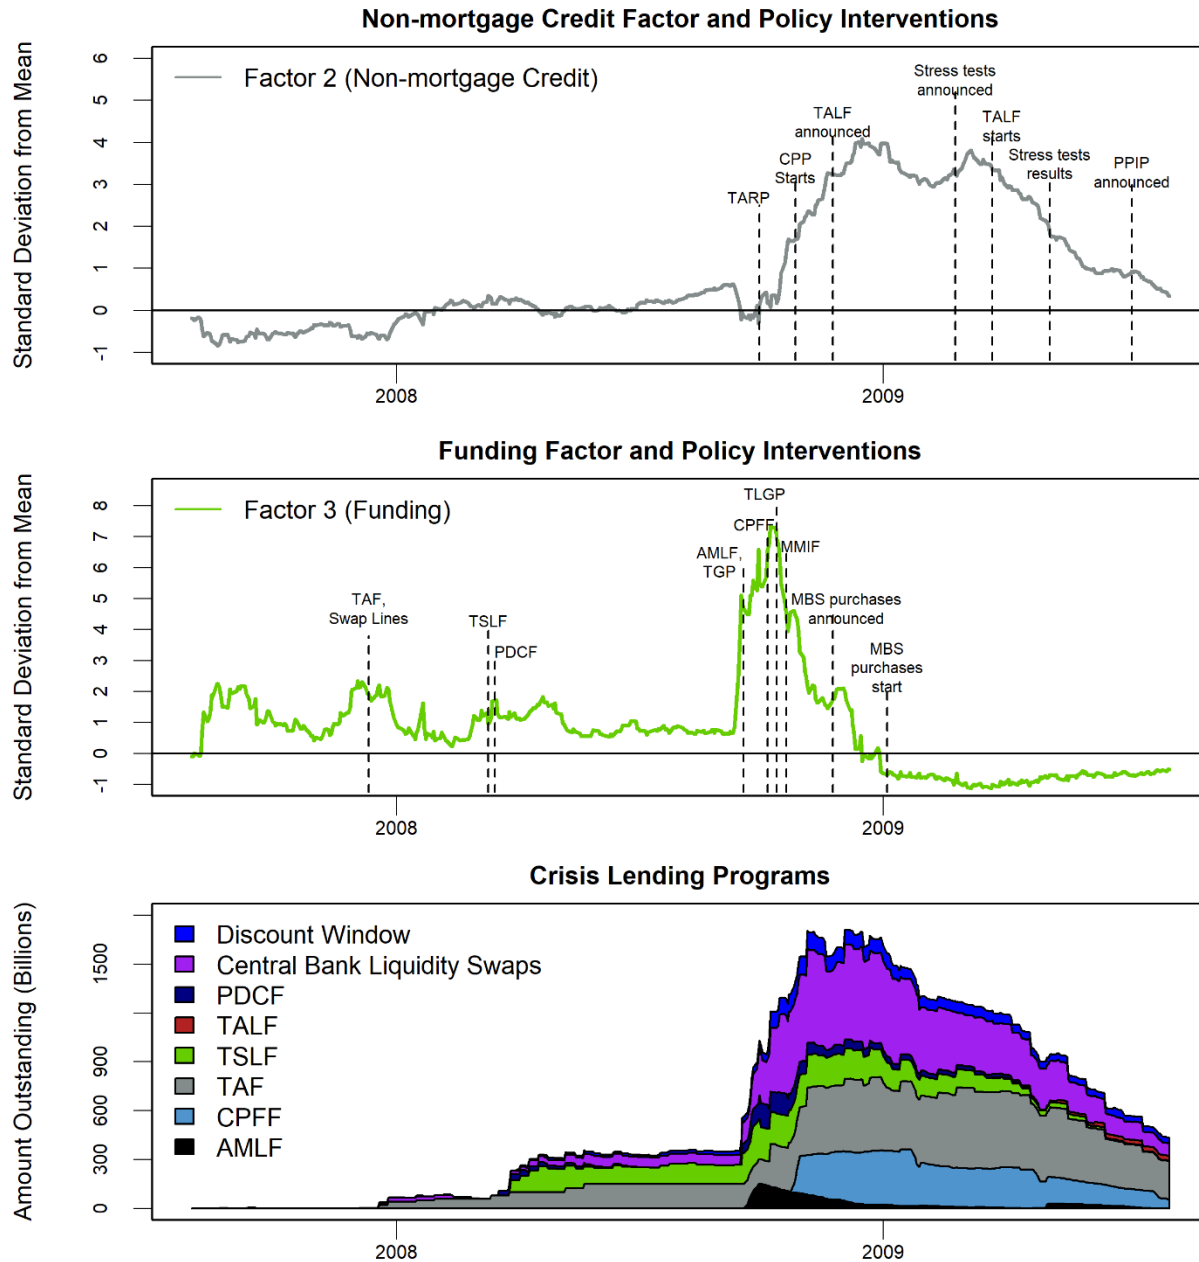 Non-mortgage Credit Factor and Policy Interventions
Standard Deviation from Mean
6
5
4
3
2
1
0
-1
Factor 2 (Non-mortgage Credit)
TARP
CPP
Starts
TALF
announced
Stress tests
announced
TALF
starts
Stress tests
results
PPIP
announced
2008
2009
Funding Factor and Policy Interventions
Standard Deviation from Mean
8
7
6
5
4
3
2
1
0
-1
Factor 3 (Funding)
TAF,
Swap Lines
TSLF
PDCF
AMLF,
TGP
CPFF
TLGP
MMIF
MBS purchases
announced
MBS
purchases
start
2008
2009
Crisis Lending Programs
Amount Outstanding (Billions)
1500
900
600
300
0
Discount Window
Central Bank Liquidity Swaps
PDCF
TALF
TSLF
TAF
CPFF
AMLF
2008
2009